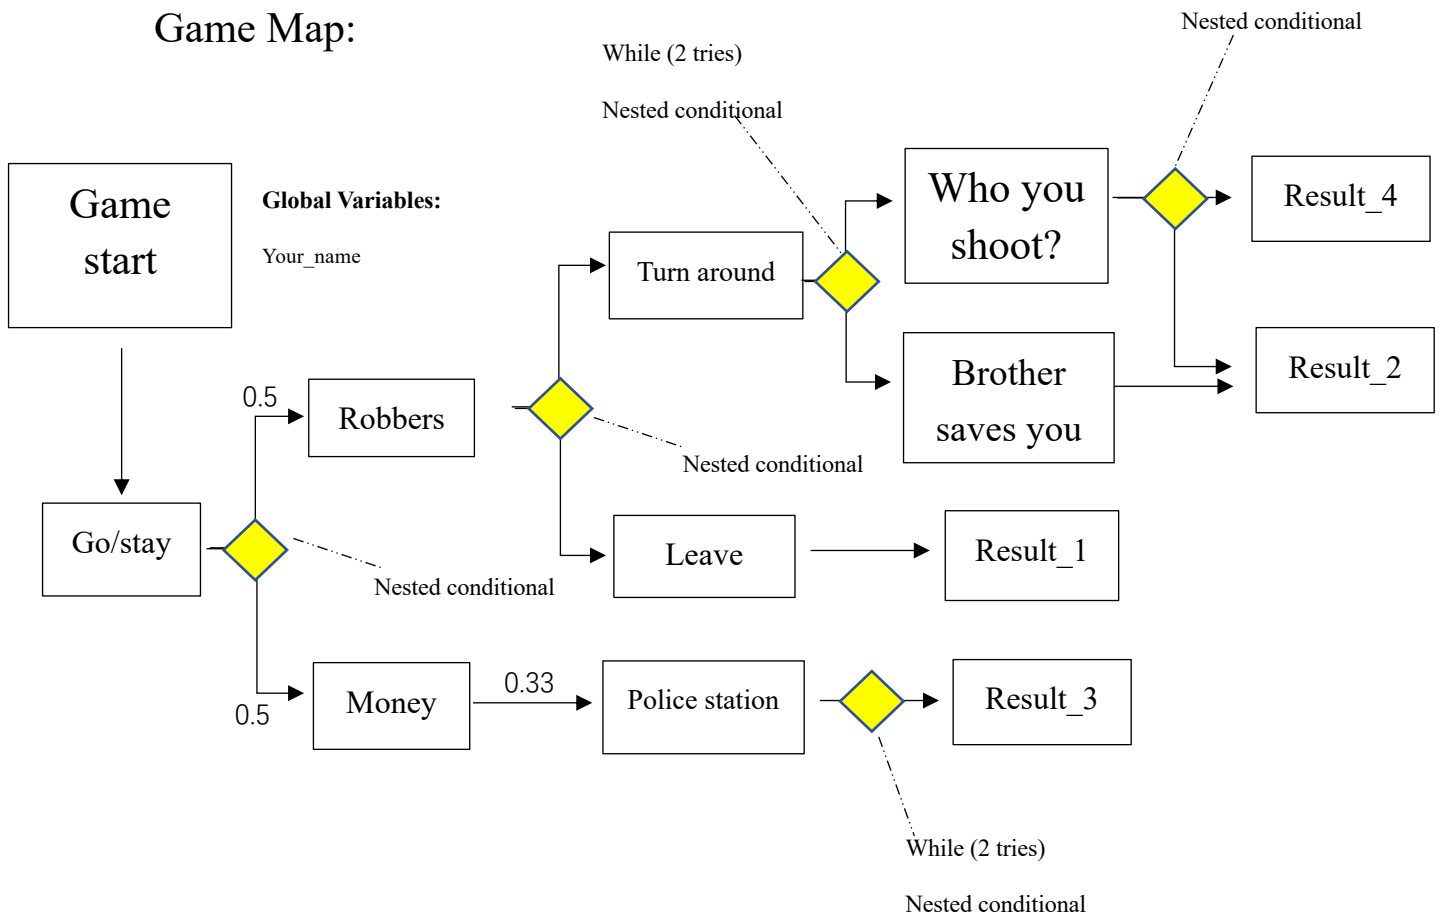 Game Map:
Nested conditional
While (2 tries)
Nested conditional
Game
start
Global Variables:
Your_name
Who you
shoot?
Result_4
Turn around
Brother
saves you
Result_2
0.5
Robbers
Nested conditional
Go/stay
Nested conditional
Leave
Result_1
0.5
Money
0.33
Police station
Result_3
While (2 tries)
Nested conditional